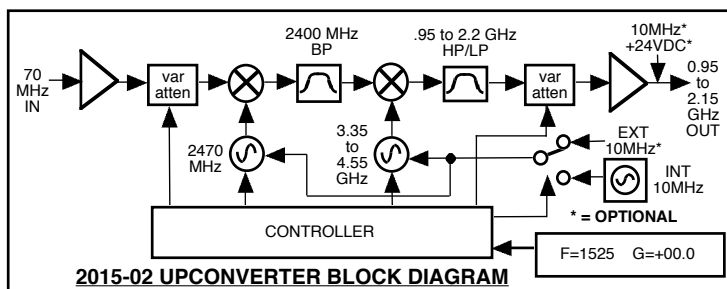 2400 MHz
BP
.95 to 2.2 GHz
HP/LP
10MHz*
+24VDC*
70
MHz
IN
var
atten
var
atten
0.95
to
2.15
GHz
OUT
2470
MHz
3.35
to
4.55
GHz
EXT
10MHz*
INT
10MHz
* = OPTIONAL
CONTROLLER
F=1525 G=+00.0
2015-02 UPCONVERTER BLOCK DIAGRAM